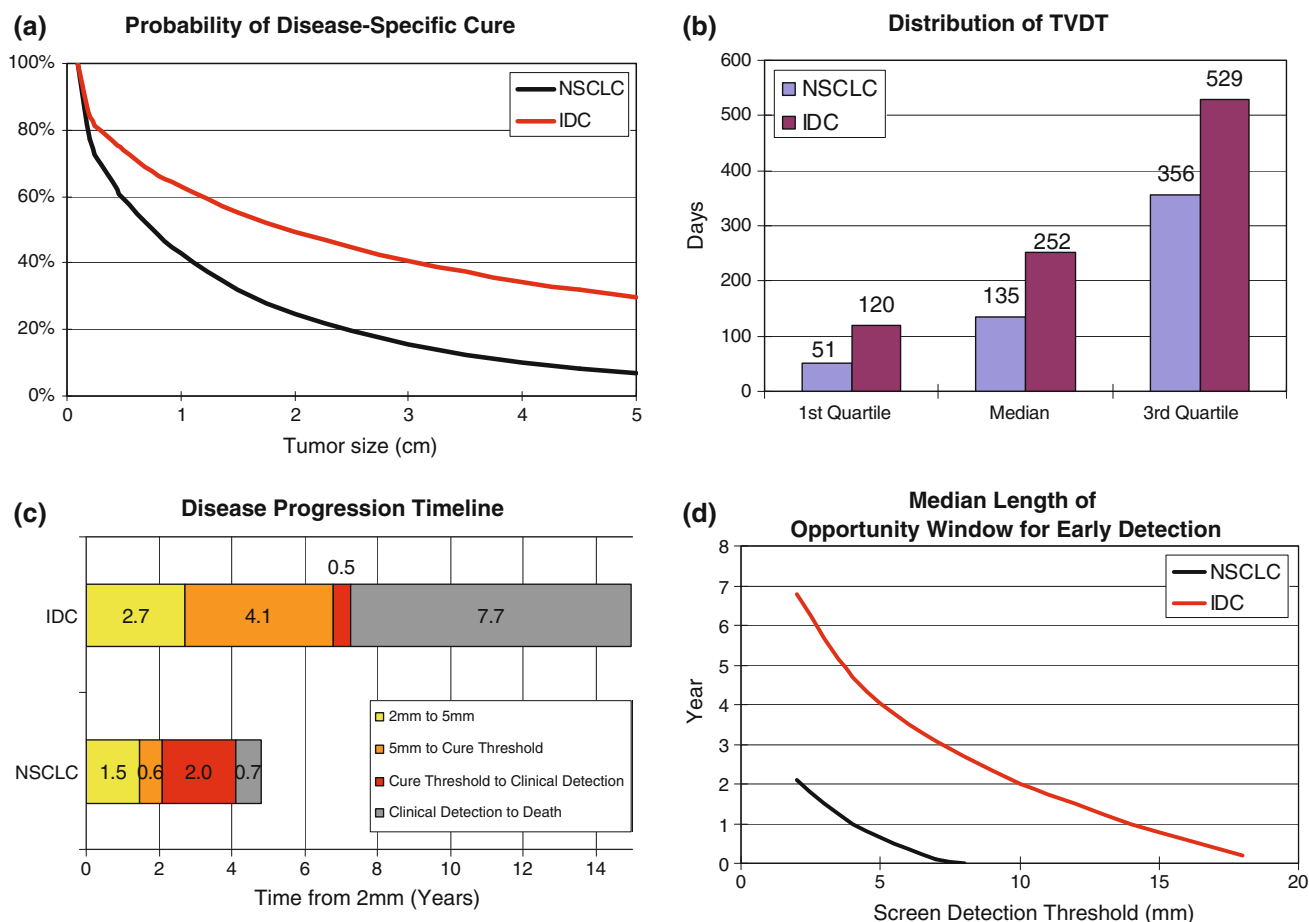 (a)
Probability of Disease-Specific Cure
100%
80%
60%
40%
20%
0%
NSCLC
IDC
0 1 2 3 4 5
Tumor size (cm)
(b)
Distribution of TVDT
600
500
400
300
200
100
0
Days
NSCLC
IDC
51
120
135
252
356
529
1st Quartile Median 3rd Quartile
(c)
Disease Progression Timeline
0.5
IDC
2.7 4.1 7.7
NSCLC
1.5 0.6 2.0 0.7
2mm to 5mm
5mm to Cure Threshold
Cure Threshold to Clinical Detection
Clinical Detection to Death
0 2 4 6 8 10 12 14
Time from 2mm (Years)
(d)
Median Length of
Opportunity Window for Early Detection
8
7
6
5
4
3
2
1
0
Year
NSCLC
IDC
0 5 10 15 20
Screen Detection Threshold (mm)